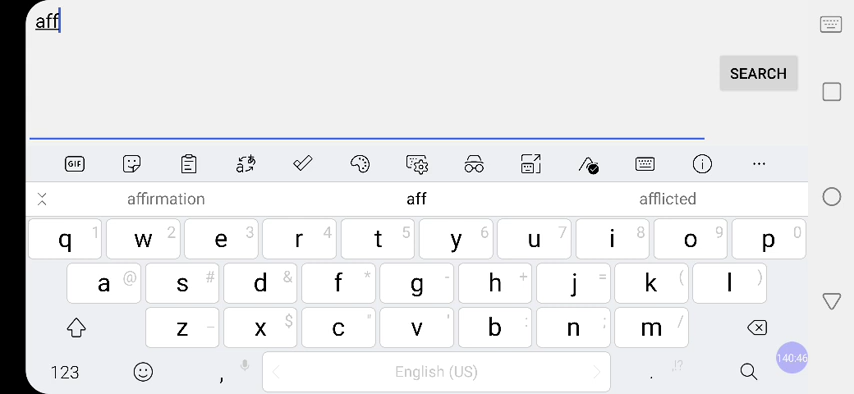 aff
SEARCH
GIF
affirmation aff afflicted
q 1 w 2 e 3 r 4 t 5 y 6 u 7 i 8 o 9 p 0
a @ s # d & f * g - h + j = k ( l )
z _ x $ c " v ' b : n ; m /
123 , English (US) . .!?
140:46